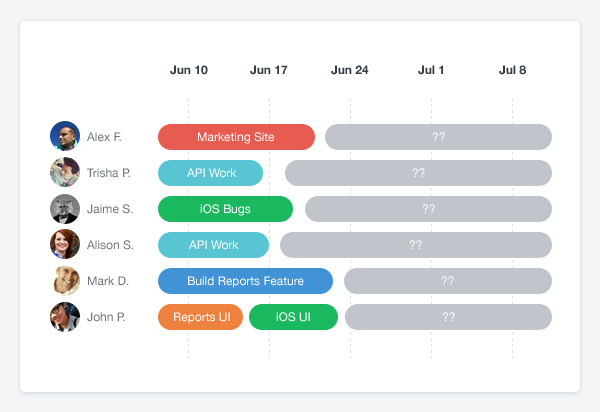 Jun 10 Jun 17 Jun 24 Jul 1 Jul 8
Alex F. Marketing Site ??
Trisha P. API Work ??
Jaime S. iOS Bugs ??
Alison S. API Work ??
Mark D. Build Reports Feature ??
John P. Reports UI iOS UI ??